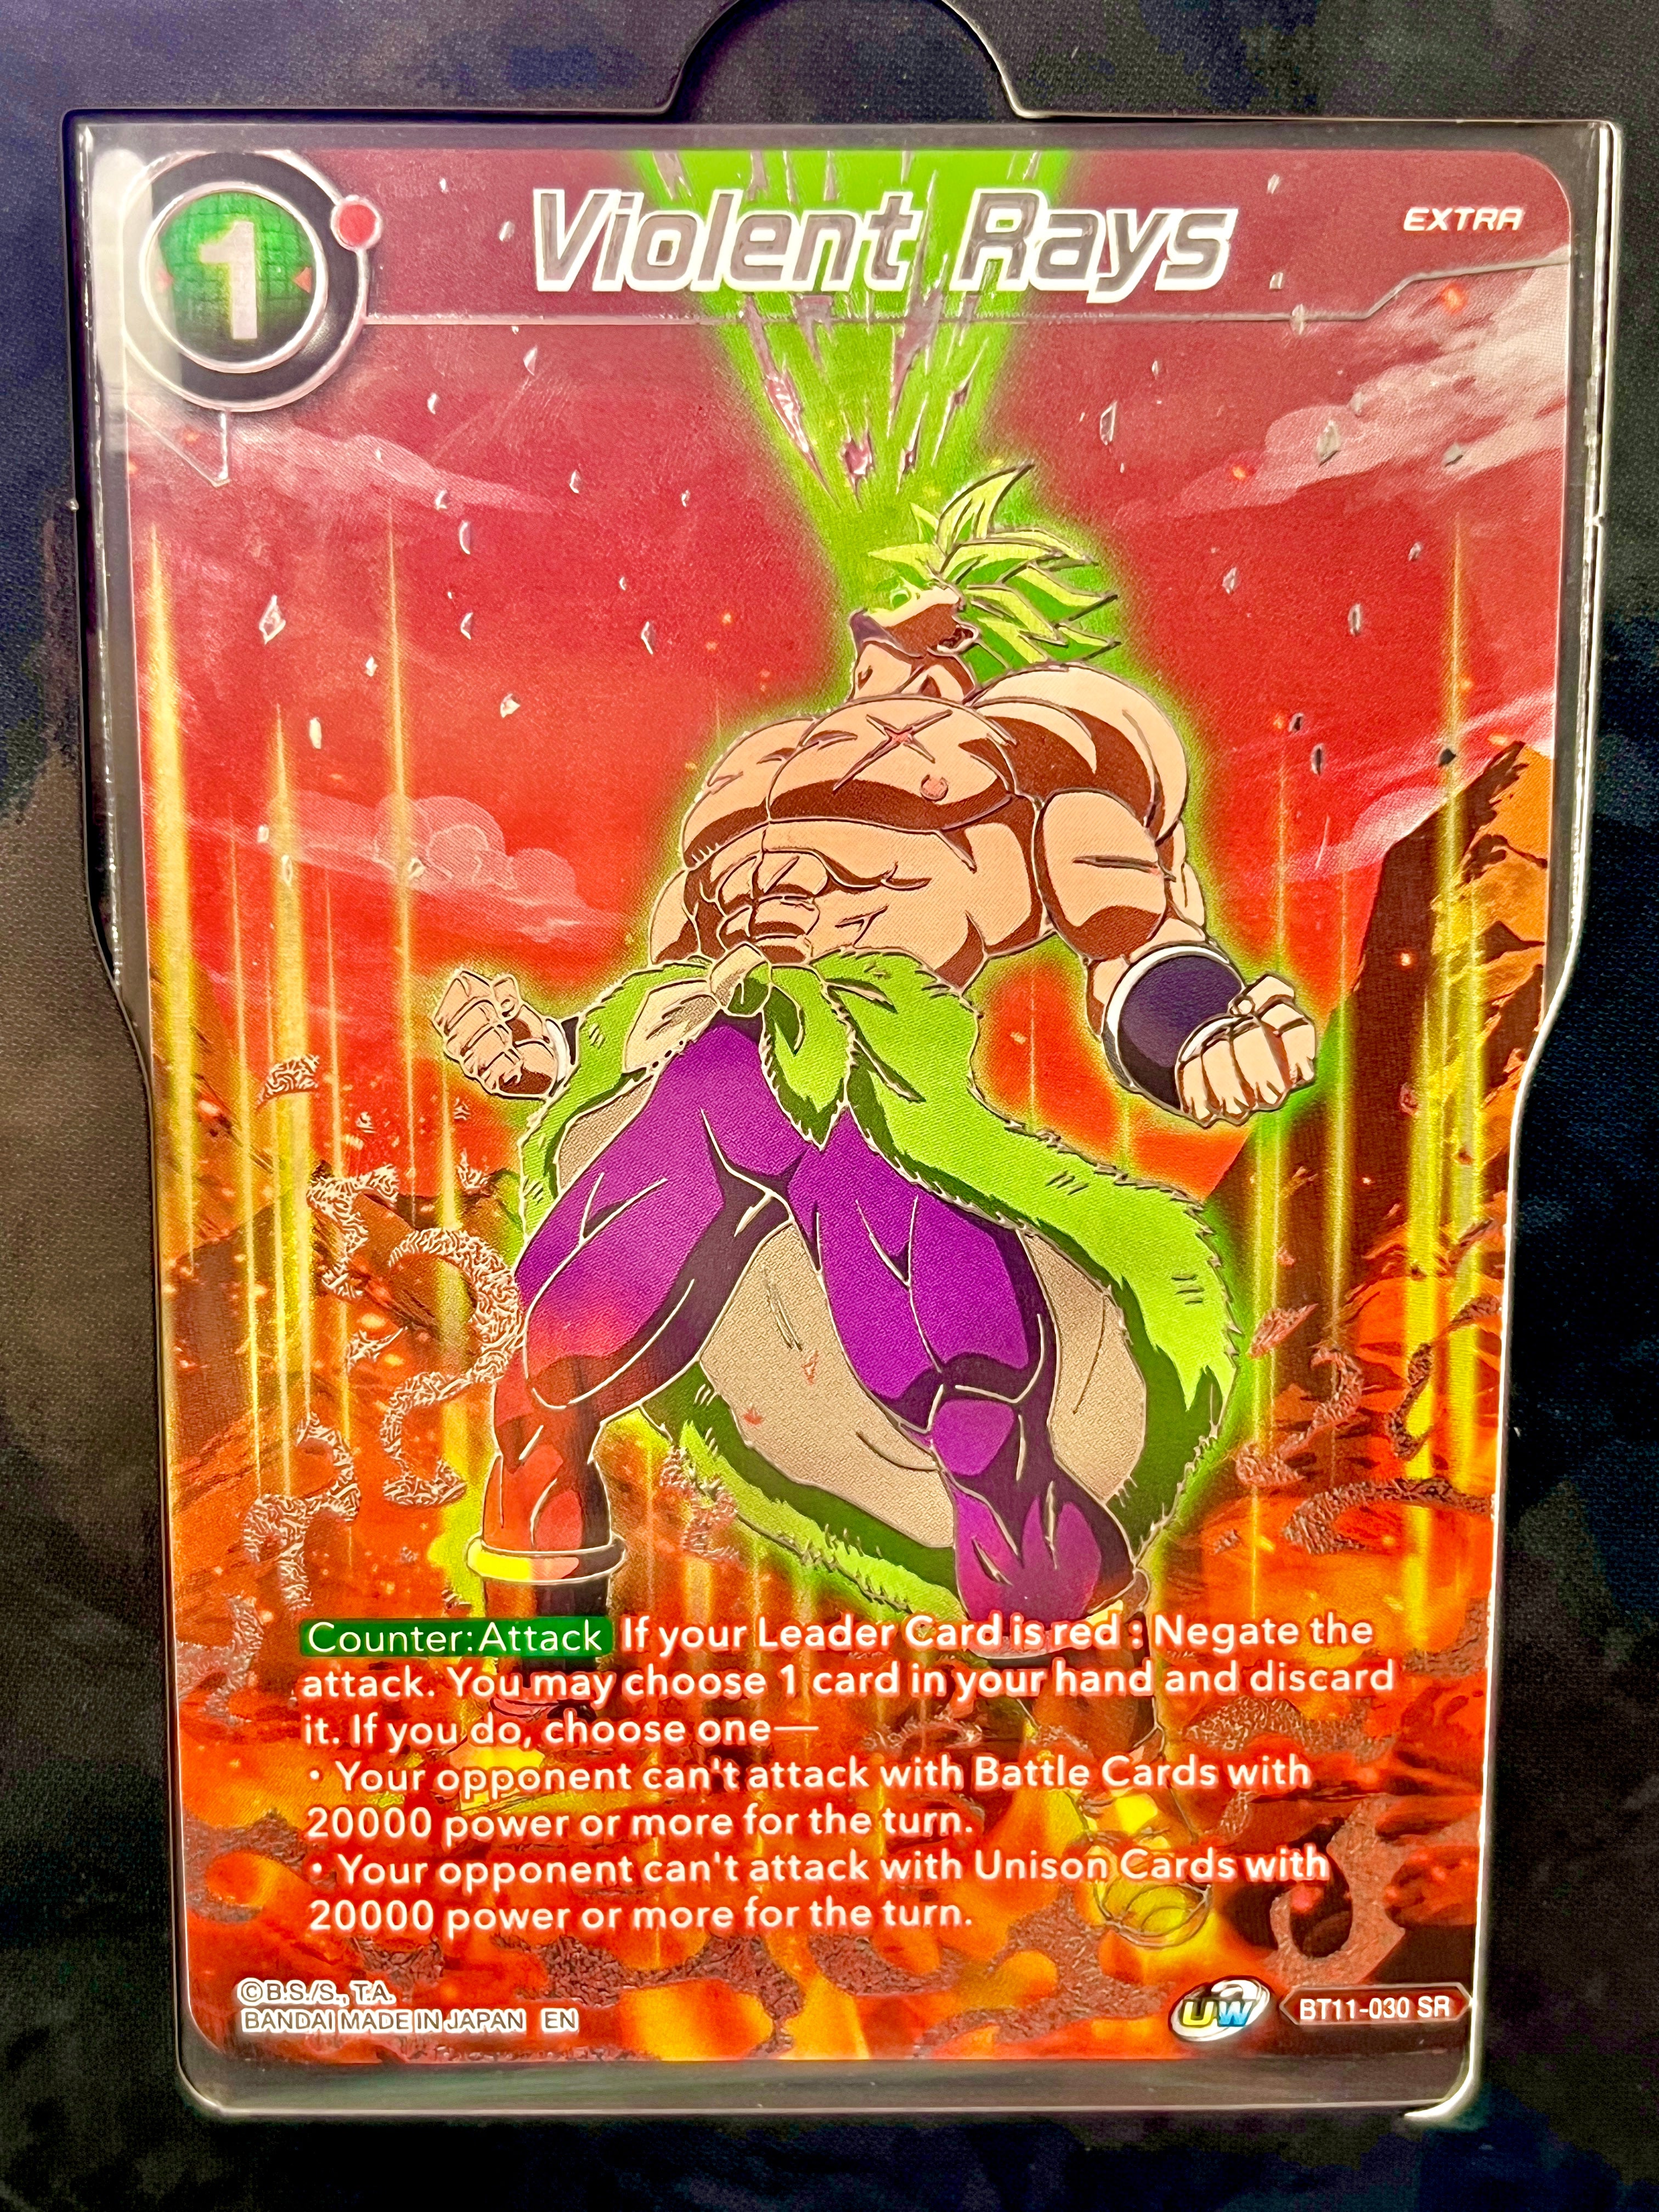 1
Violent Rays
EXTRA
Counter:Attack If your Leader Card is red : Negate the
attack. You may choose 1 card in your hand and discard
it. If you do, choose one—
• Your opponent can't attack with Battle Cards with
20000 power or more for the turn.
• Your opponent can't attack with Unison Cards with
20000 power or more for the turn.
©B.S./S., T.A.
BANDAI MADE IN JAPAN EN
UW
BT11-030 SR